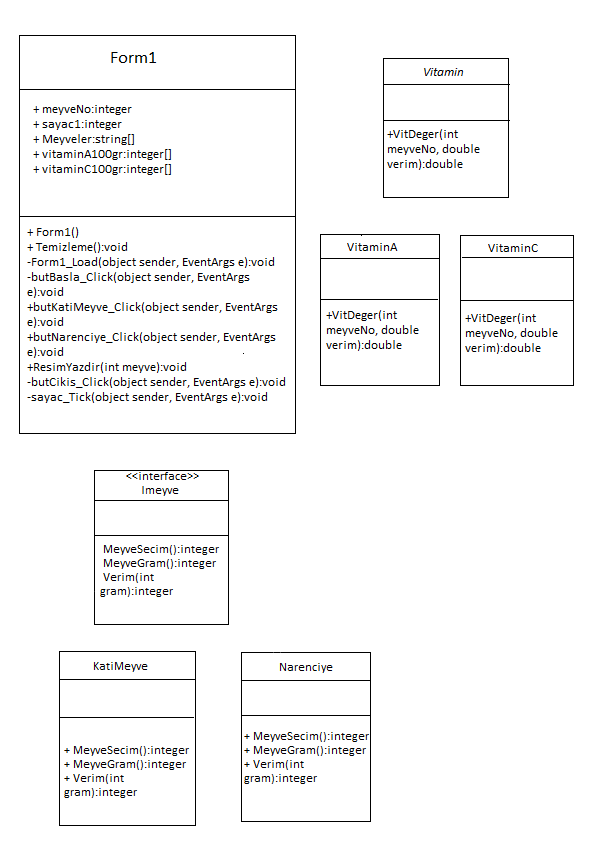 Form1
+ meyveNo:integer
+ sayac1:integer
+ Meyveler:string[]
+ vitaminA100gr:integer[]
+ vitaminC100gr:integer[]
+ Form1()
+ Temizleme():void
-Form1_Load(object sender, EventArgs e):void
-butBasla_Click(object sender, EventArgs
e):void
+butKatiMeyve_Click(object sender, EventArgs
e):void
+butNarenciye_Click(object sender, EventArgs
e):void
+ResimYazdir(int meyve):void
-butCikis_Click(object sender, EventArgs e):void
-sayac_Tick(object sender, EventArgs e):void
Vitamin
+VitDeger(int
meyveNo, double
verim):double
VitaminA
+VitDeger(int
meyveNo, double
verim):double
VitaminC
+VitDeger(int
meyveNo, double
verim):double
<<interface>>
Imeyve
MeyveSecim():integer
MeyveGram():integer
Verim(int
gram):integer
KatiMeyve
+ MeyveSecim():integer
+ MeyveGram():integer
+ Verim(int
gram):integer
Narenciye
+ MeyveSecim():integer
+ MeyveGram():integer
+ Verim(int
gram):integer